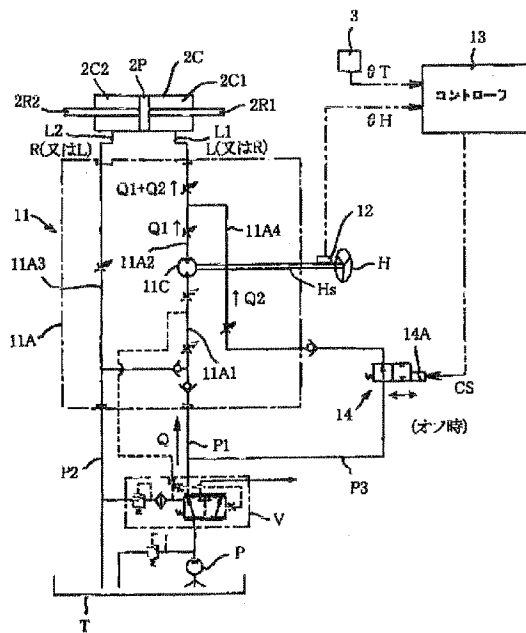 3
13
2P
2C
2C2
2C1
θT
コントローラ
2R2
2R1
θH
L2
L1
R(又はL)
L(又はR)
Q1+Q2
11
12
Q1
11A4
11A3
11A2
H
11C
Hs
11A
Q2
14A
11A1
CS
14
(オン時)
Q
P1
P2
P3
V
P
T